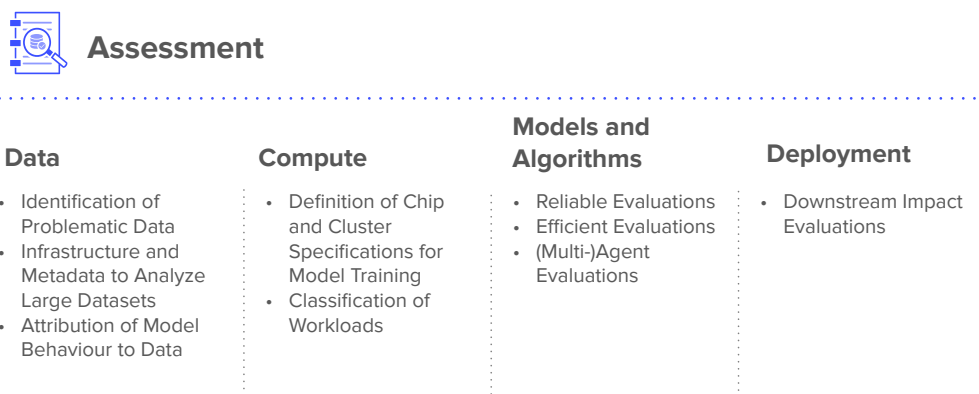 Assessment
Data
• Identification of
Problematic Data
• Infrastructure and
Metadata to Analyze
Large Datasets
• Attribution of Model
Behaviour to Data
Compute
• Definition of Chip
and Cluster
Specifications for
Model Training
• Classification of
Workloads
Models and
Algorithms
• Reliable Evaluations
• Efficient Evaluations
• (Multi-)Agent
Evaluations
Deployment
• Downstream Impact
Evaluations